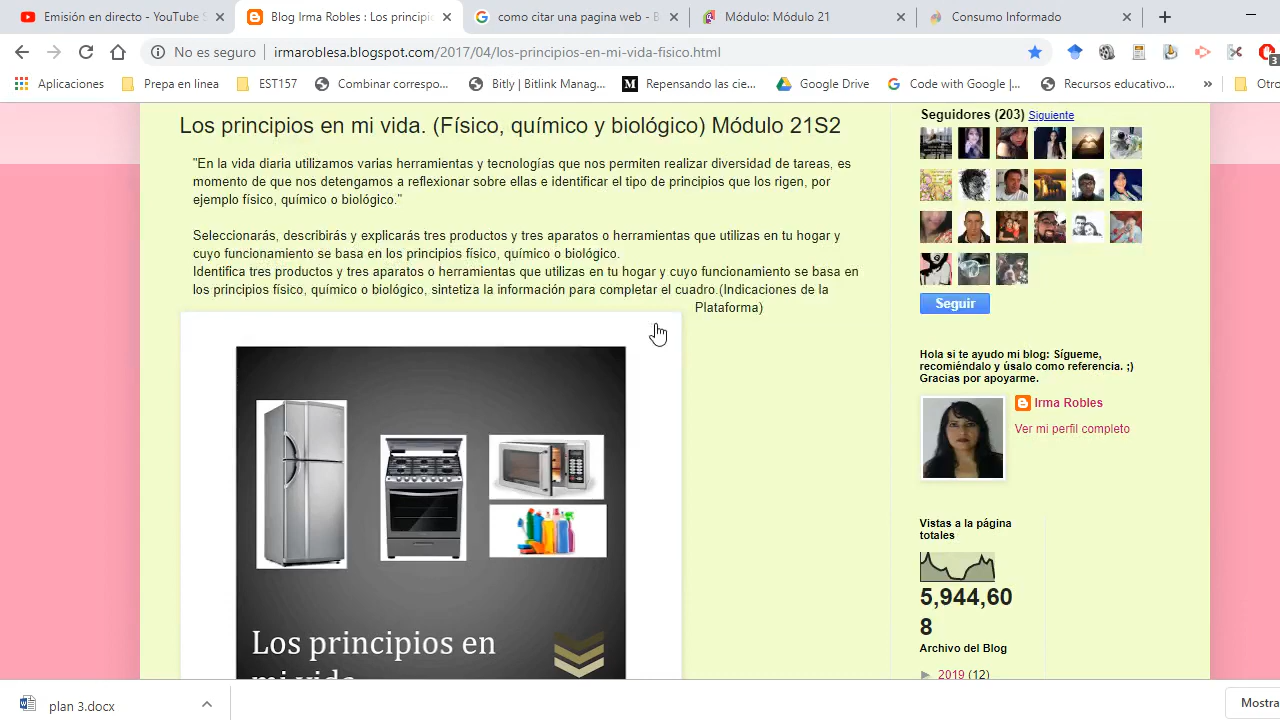 Emisión en directo - YouTube S
Blog Irma Robles : Los principio
como citar una pagina web - B
Módulo: Módulo 21
Consumo Informado
No es seguro
irmaroblesa.blogspot.com/2017/04/los-principios-en-mi-vida-fisico.html
3
Aplicaciones
Prepa en linea
EST157
Combinar correspo...
Bitly | Bitlink Manag...
Repensando las cie...
Google Drive
Code with Google |...
Recursos educativo...
»
Otro
Los principios en mi vida. (Físico, químico y biológico) Módulo 21S2
"En la vida diaria utilizamos varias herramientas y tecnologías que nos permiten realizar diversidad de tareas, es
momento de que nos detengamos a reflexionar sobre ellas e identificar el tipo de principios que los rigen, por
ejemplo físico, químico o biológico."
Seleccionarás, describirás y explicarás tres productos y tres aparatos o herramientas que utilizas en tu hogar y
cuyo funcionamiento se basa en los principios físico, químico o biológico.
Identifica tres productos y tres aparatos o herramientas que utilizas en tu hogar y cuyo funcionamiento se basa en
los principios físico, químico o biológico, sintetiza la información para completar el cuadro.(Indicaciones de la
Plataforma)
Los principios en
mi vida
Seguidores (203) Siguiente
Seguir
Hola si te ayudo mi blog: Sígueme,
recomiéndalo y úsalo como referencia. ;)
Gracias por apoyarme.
Irma Robles
Ver mi perfil completo
Vistas a la página
totales
5,944,60
8
Archivo del Blog
► 2019 (12)
plan 3.docx
Mostra